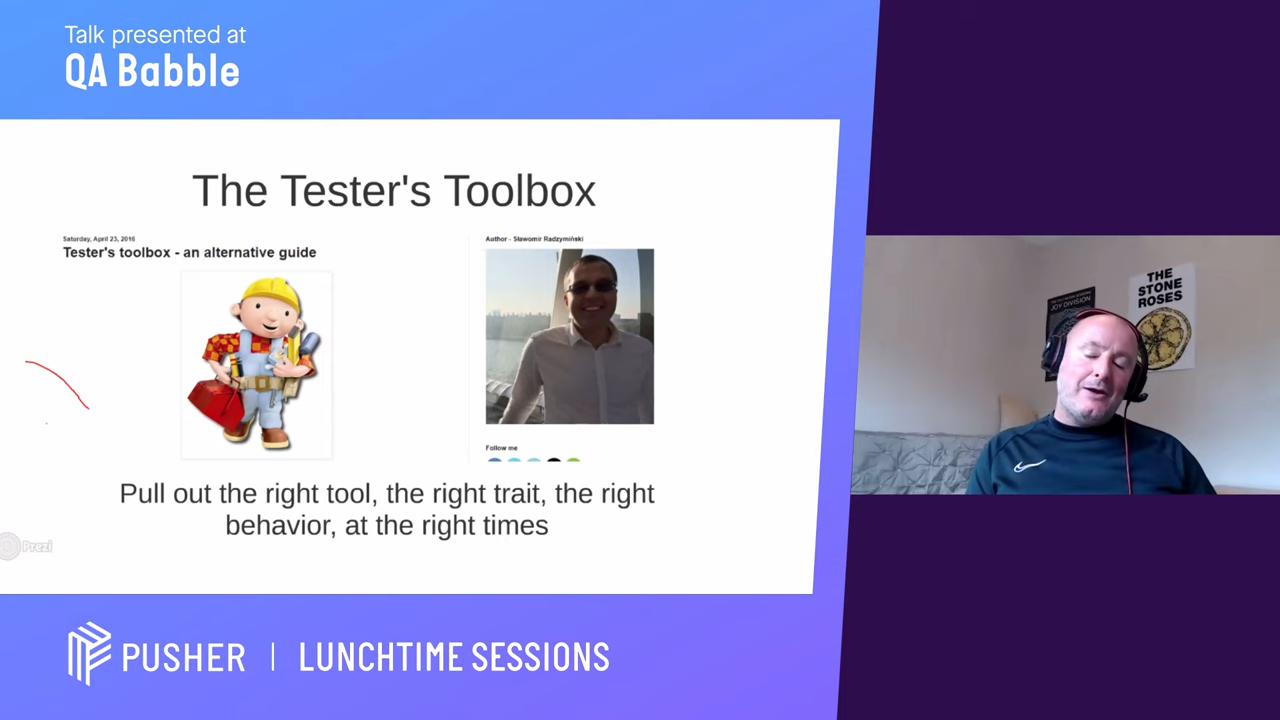 Talk presented at
QA Babble
The Tester's Toolbox
Saturday, April 23, 2016
Tester's toolbox - an alternative guide
Author - Sławomir Radzymiński
Follow me
Pull out the right tool, the right trait, the right
behavior, at the right times
Prezi
PUSHER | LUNCHTIME SESSIONS
JOY DIVISION
THE
STONE
ROSES